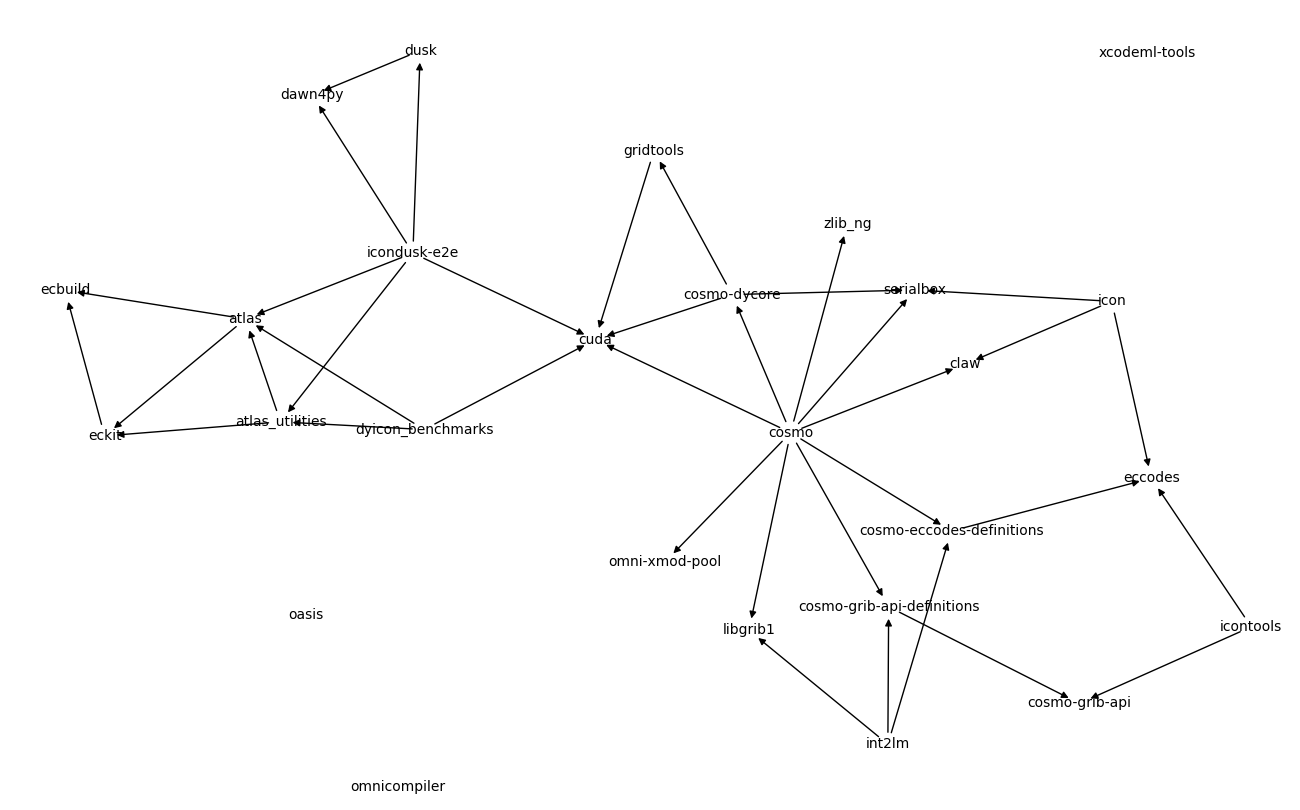 dusk
xcodeml-tools
dawn4py
gridtools
zlib_ng
icondusk-e2e
ecbuild
serialbox
cosmo-dycore
icon
atlas
cuda
claw
atlas_utilities
dyicon_benchmarks
cosmo
eckit
eccodes
cosmo-eccodes-definitions
omni-xmod-pool
cosmo-grib-api-definitions
oasis
icontools
libgrib1
cosmo-grib-api
int2lm
omnicompiler